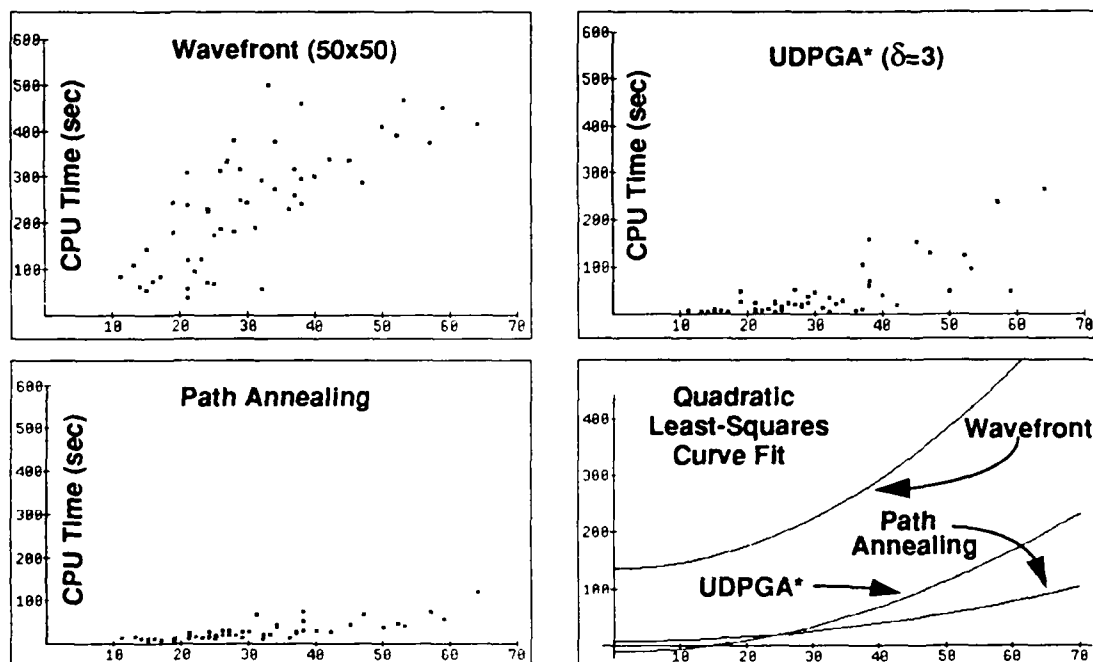 Wavefront (50x50)
CPU Time (sec)
600
500
400
300
200
100
10 20 30 40 50 60 70
UDPGA* (δ=3)
CPU Time (sec)
600
500
400
300
200
100
10 20 30 40 50 60 70
Path Annealing
CPU Time (sec)
600
500
400
300
200
100
10 20 30 40 50 60 70
Quadratic
Least-Squares
Curve Fit
Wavefront
Path
Annealing
UDPGA*
400
300
200
100
10 20 30 40 50 60 70